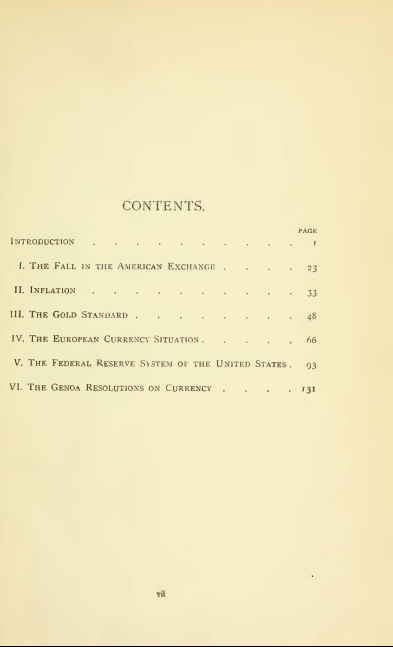 CONTENTS.
PAGE
INTRODUCTION . . . . . . . . . . 1
I. THE FALL IN THE AMERICAN EXCHANGE . . . . 23
II. INFLATION . . . . . . . . . . 33
III. THE GOLD STANDARD . . . . . . . . 48
IV. THE EUROPEAN CURRENCY SITUATION . . . . . 66
V. THE FEDERAL RESERVE SYSTEM OF THE UNITED STATES . 93
VI. THE GENOA RESOLUTIONS ON CURRENCY . . . . 131
vii